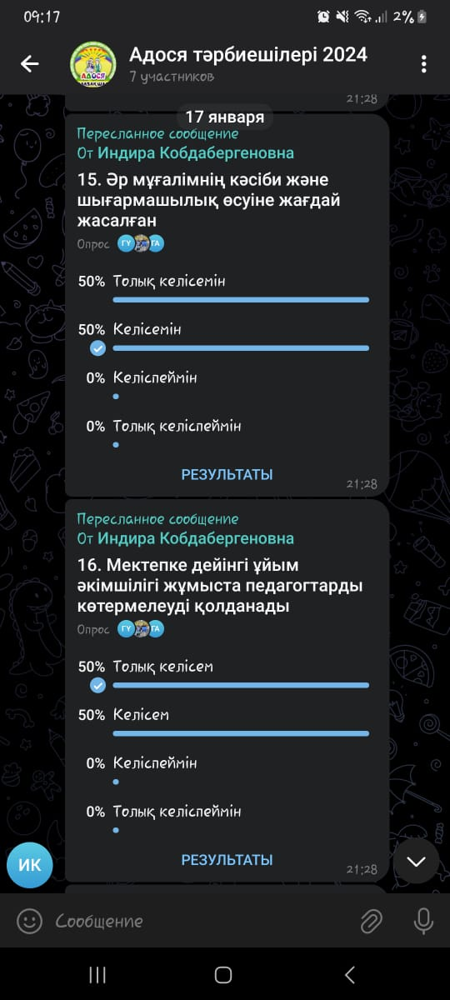 09:17
2%
Адося тәрбиешілері 2024
7 участников
АДОСЯ
21:28
17 января
Пересланное сообщение
От Индира Кобдабергеновна
15. Әр мұғалімнің кәсіби және
шығармашылық өсуіне жағдай
жасалған
Опрос ГҮ ГА
50% Толық келісемін
50% Келісемін
0% Келіспеймін
0% Толық келіспеймін
РЕЗУЛЬТАТЫ
21:28
Пересланное сообщение
От Индира Кобдабергеновна
16. Мектепке дейінгі ұйым
әкімшілігі жұмыста педагогтарды
көтермелеуді қолданады
Опрос ГҮ ГА
50% Толық келісем
50% Келісем
0% Келіспеймін
0% Толық келіспеймін
РЕЗУЛЬТАТЫ
21:28
ИК
Сообщение